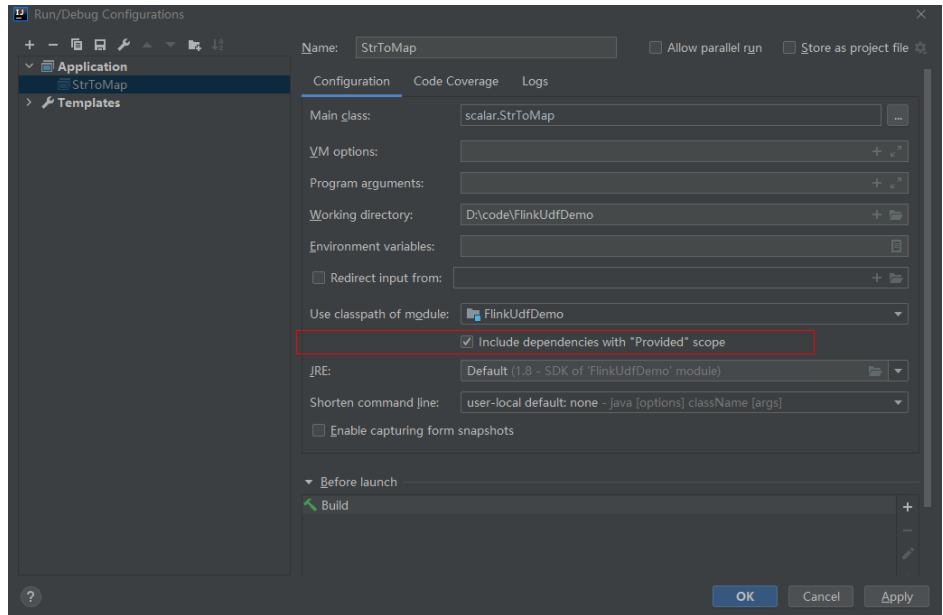 Run/Debug Configurations
Application
StrToMap
Templates
Name: StrToMap Allow parallel run Store as project file
Configuration Code Coverage Logs
Main class: scalar.StrToMap ...
VM options:
Program arguments:
Working directory: D:\code\FlinkUdfDemo
Environment variables:
Redirect input from:
Use classpath of module: FlinkUdfDemo
Include dependencies with "Provided" scope
JRE: Default (1.8 - SDK of 'FlinkUdfDemo' module)
Shorten command line: user-local default: none - java [options] className [args]
Enable capturing form snapshots
Before launch
Build
? OK Cancel Apply